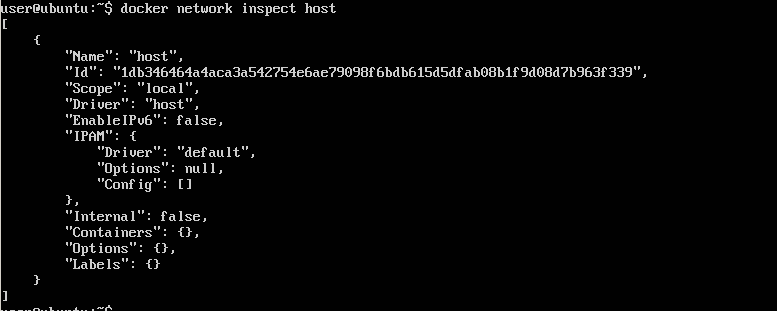 user@ubuntu:~$ docker network inspect host
[
    {
        "Name": "host",
        "Id": "1db346464a4aca3a542754e6ae79098f6bdb615d5dfab08b1f9d08d7b963f339",
        "Scope": "local",
        "Driver": "host",
        "EnableIPv6": false,
        "IPAM": {
            "Driver": "default",
            "Options": null,
            "Config": []
        },
        "Internal": false,
        "Containers": {},
        "Options": {},
        "Labels": {}
    }
]
user@ubuntu:~$